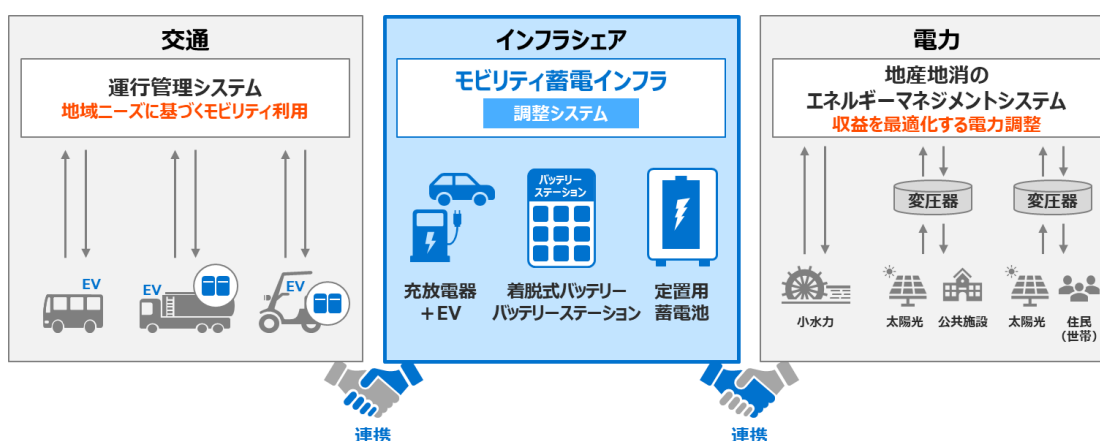 交通
運行管理システム
地域ニーズに基づくモビリティ利用
EV
EV
EV
インフラシェア
モビリティ蓄電インフラ
調整システム
バッテリー
ステーション
充放電器
+EV
着脱式バッテリー
バッテリーステーション
定置用
蓄電池
電力
地産地消の
エネルギーマネジメントシステム
収益を最適化する電力調整
変圧器
変圧器
小水力
太陽光
公共施設
太陽光
住民
(世帯)
連携
連携